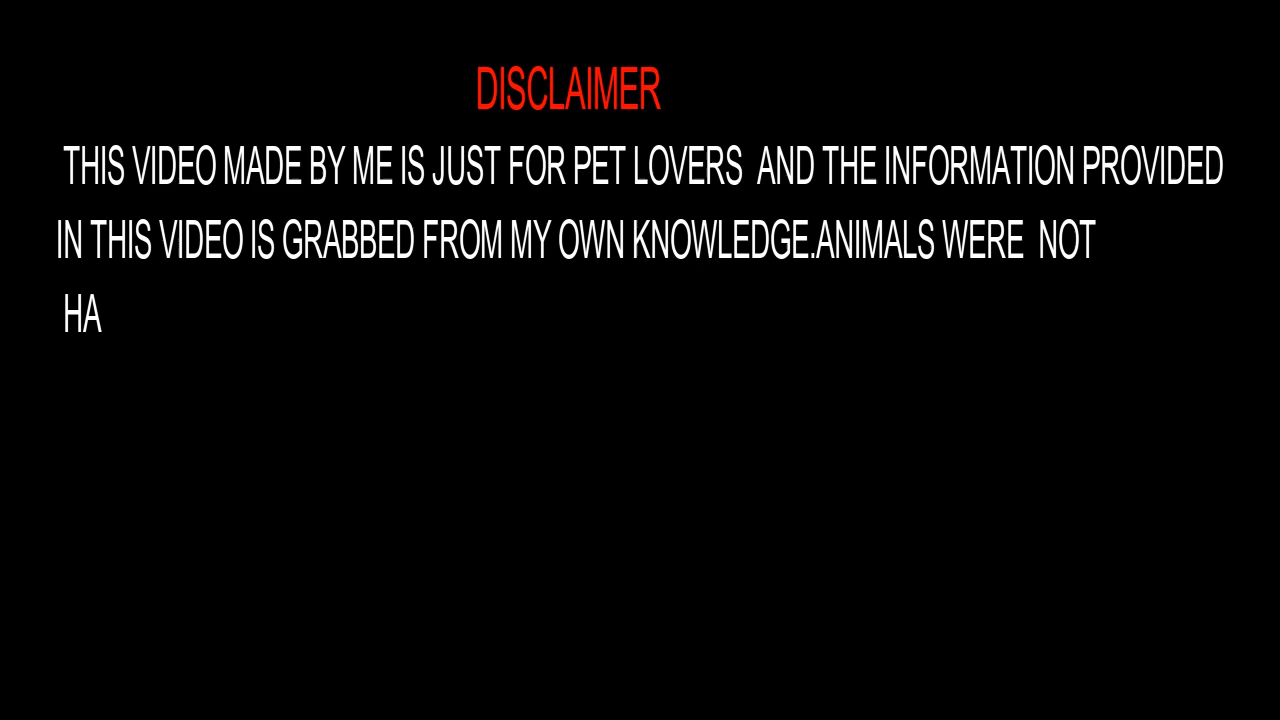 DISCLAIMER
THIS VIDEO MADE BY ME IS JUST FOR PET LOVERS  AND THE INFORMATION PROVIDED
IN THIS VIDEO IS GRABBED FROM MY OWN KNOWLEDGE.ANIMALS WERE  NOT
HA